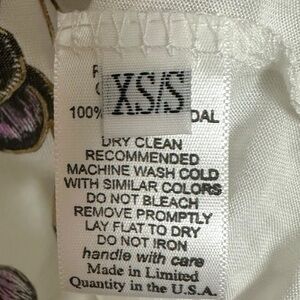 XS/S
100% DAL
DRY CLEAN
RECOMMENDED
MACHINE WASH COLD
WITH SIMILAR COLORS
DO NOT BLEACH
REMOVE PROMPTLY
LAY FLAT TO DRY
DO NOT IRON
handle with care
Made in Limited
Quantity in the U.S.A.